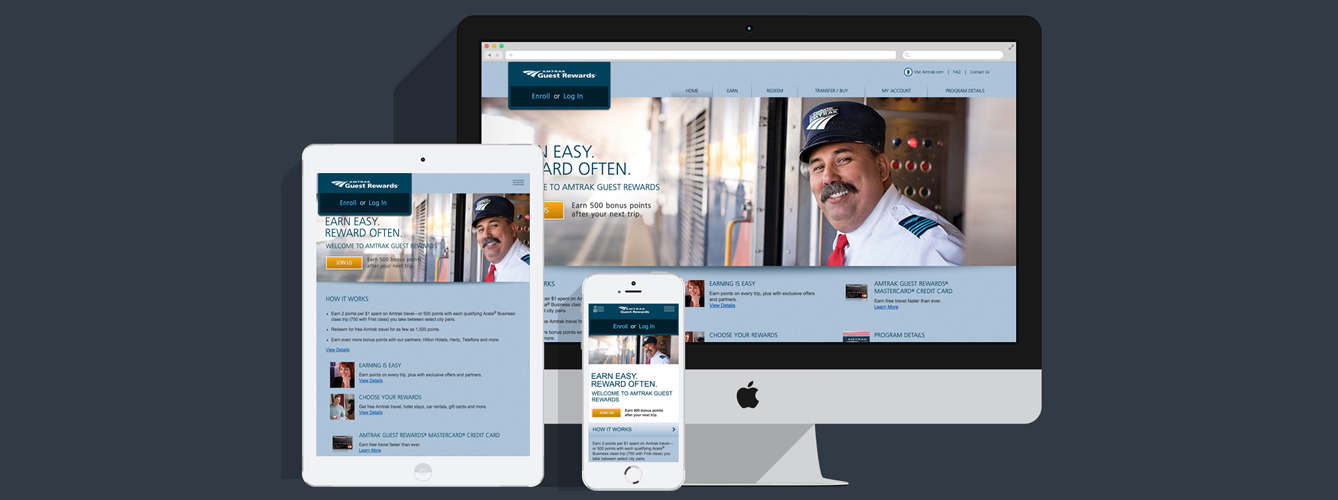 AMTRAK
Guest Rewards
Enroll or Log In
Visit Amtrak.com | FAQ | Contact Us
HOME
EARN
REDEEM
TRANSFER / BUY
MY ACCOUNT
PROGRAM DETAILS
N EASY.
ARD OFTEN.
E TO AMTRAK GUEST REWARDS
S
Earn 500 bonus points
after your next trip.
RKS
EARNING IS EASY
Earn points on every trip, plus with exclusive offers
and partners.
View Details
AMTRAK GUEST REWARDS®
MASTERCARD® CREDIT CARD
Earn free travel faster than ever.
Learn More
CHOOSE YOUR REWARDS
PROGRAM DETAILS
AMTRAK
Guest Rewards
Enroll or Log In
EARN EASY.
REWARD OFTEN.
WELCOME TO AMTRAK GUEST REWARDS
JOIN US
Earn 500 bonus points
after your next trip.
HOW IT WORKS
Earn 2 points per $1 spent on Amtrak travel—or 500 points with each qualifying Acela® Business
class trip (750 with First class) you take between select city pairs.
Redeem for free Amtrak travel for as few as 1,000 points.
Earn even more bonus points with our partners, Hilton Hotels, Hertz, Teleflora and more.
View Details
EARNING IS EASY
Earn points on every trip, plus with exclusive offers and partners.
View Details
CHOOSE YOUR REWARDS
Get free Amtrak travel, hotel stays, car rentals, gift cards and more.
View Details
AMTRAK GUEST REWARDS® MASTERCARD® CREDIT CARD
Earn free travel faster than ever.
Learn More
AMTRAK
Guest Rewards
Enroll or Log In
EARN EASY.
REWARD OFTEN.
WELCOME TO AMTRAK GUEST
REWARDS
JOIN US
Earn 500 bonus points
after your next trip.
HOW IT WORKS
Earn 2 points per $1 spent on Amtrak travel—
or 500 points with each qualifying Acela®
Business class trip (750 with First class) you
take between select city pairs.